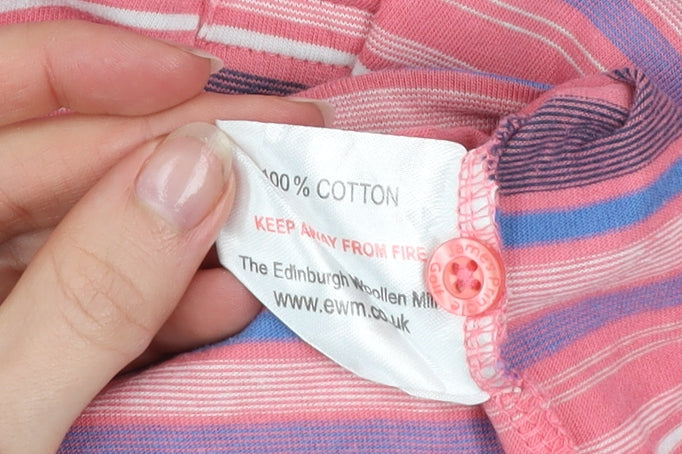 100 % COTTON
KEEP AWAY FROM FIRE
The Edinburgh Woollen Mill
www.ewm.co.uk